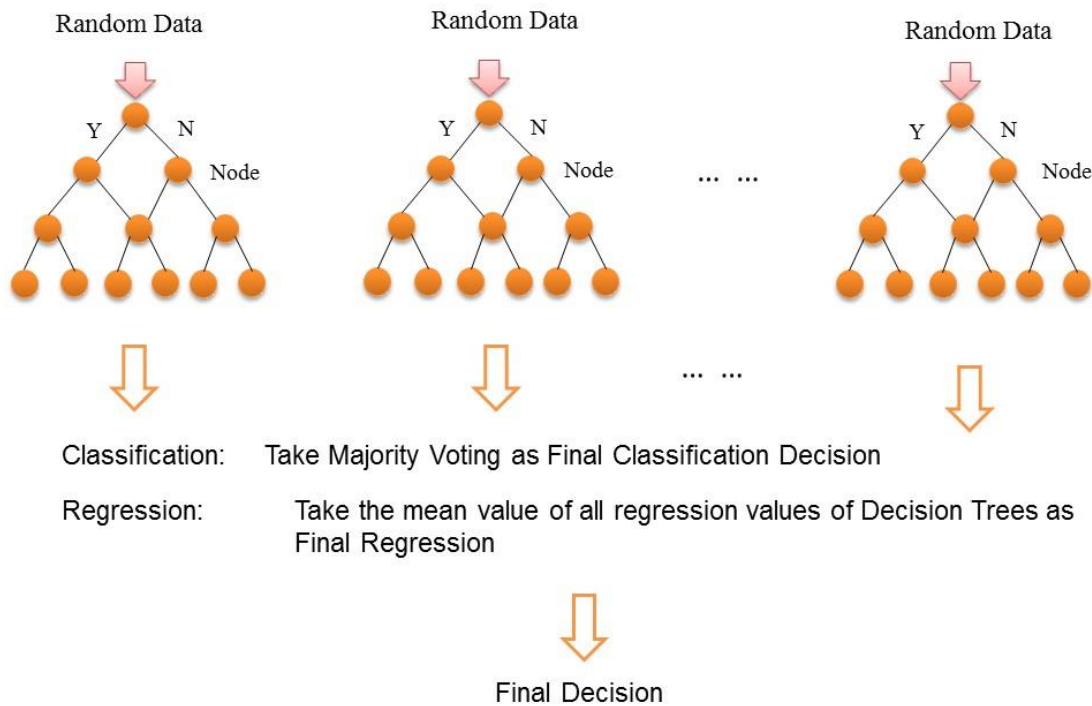 Random Data
Random Data
Random Data
Y
N
Y
N
Y
N
Node
Node
Node
... ...
... ...
Classification: Take Majority Voting as Final Classification Decision
Regression: Take the mean value of all regression values of Decision Trees as
Final Regression
Final Decision